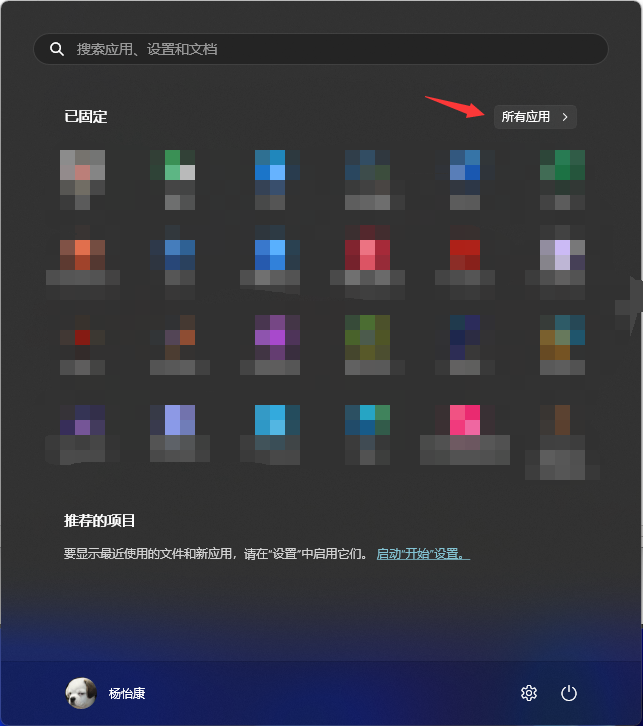 搜索应用、设置和文档
已固定
所有应用
推荐的项目
要显示最近使用的文件和新应用，请在"设置"中启用它们。 启动"开始"设置。
杨怡康